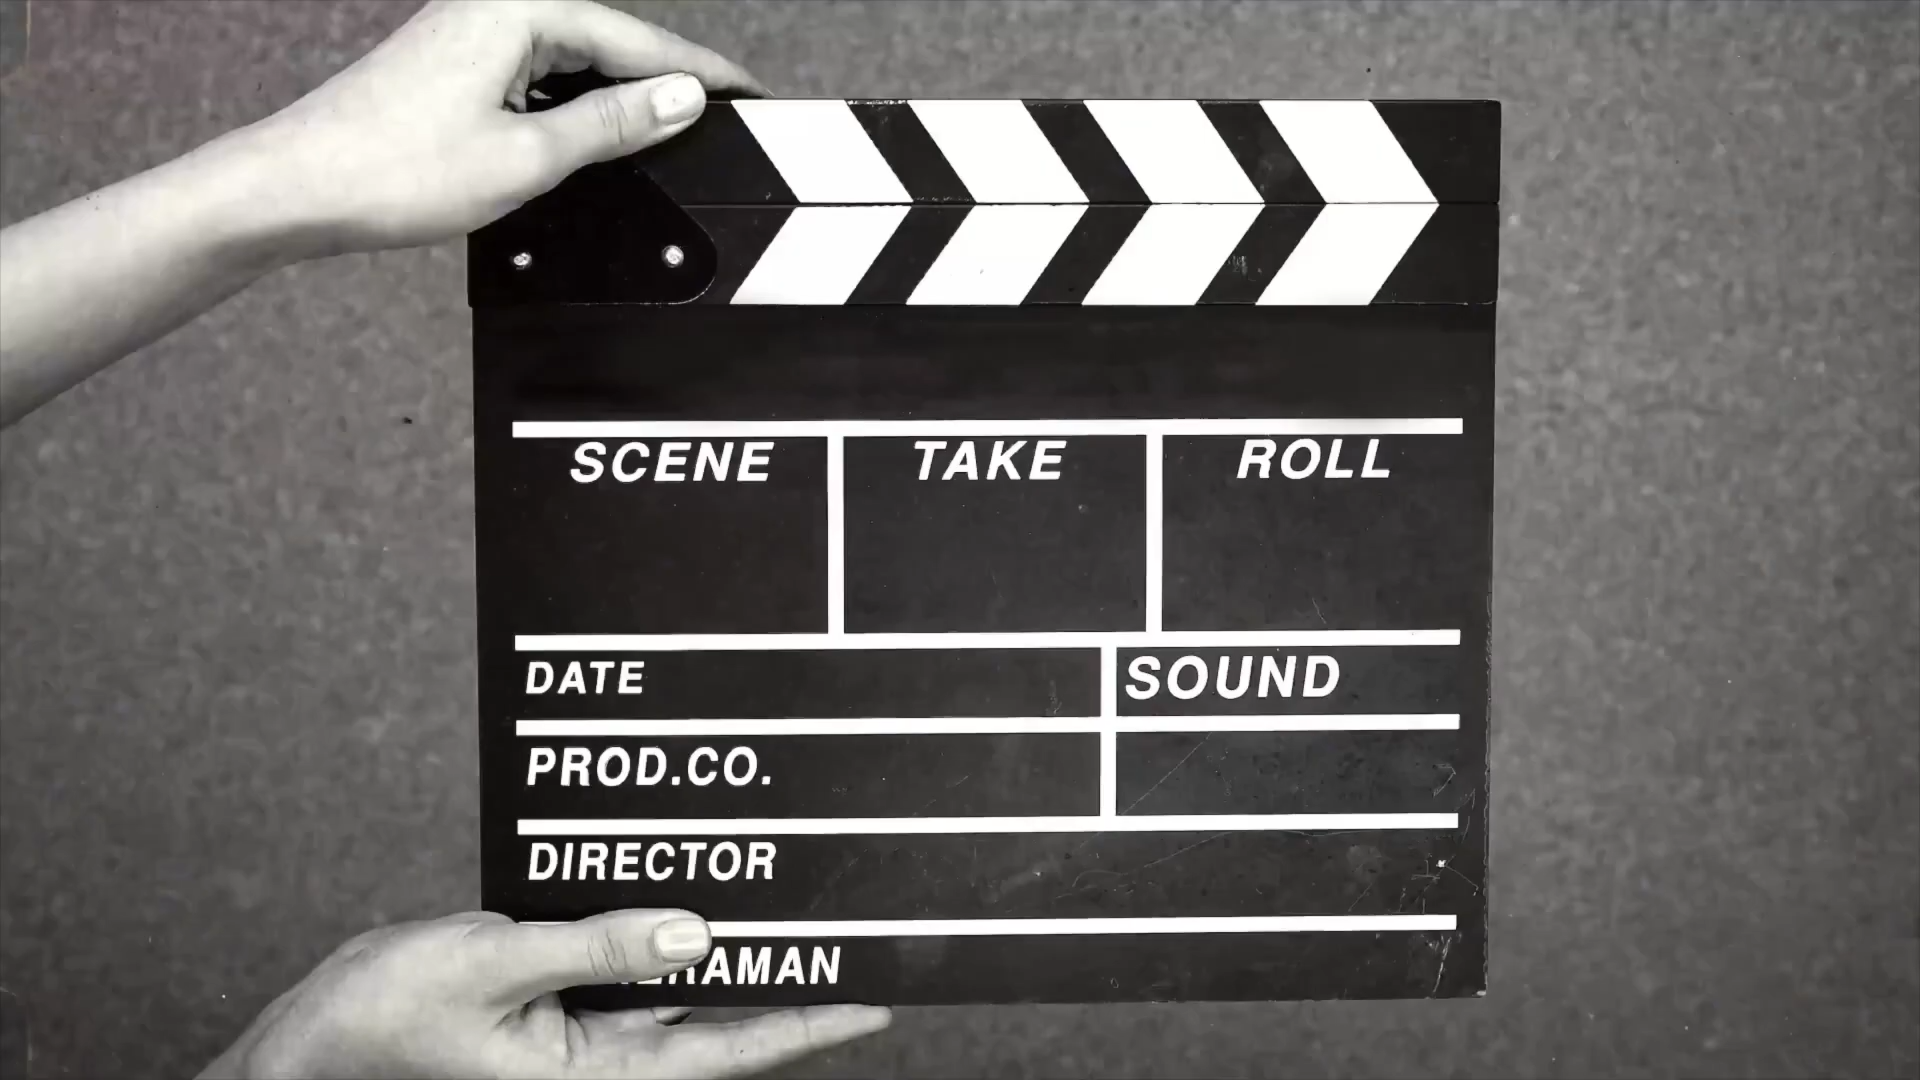 SCENE TAKE ROLL
DATE SOUND
PROD.CO.
DIRECTOR